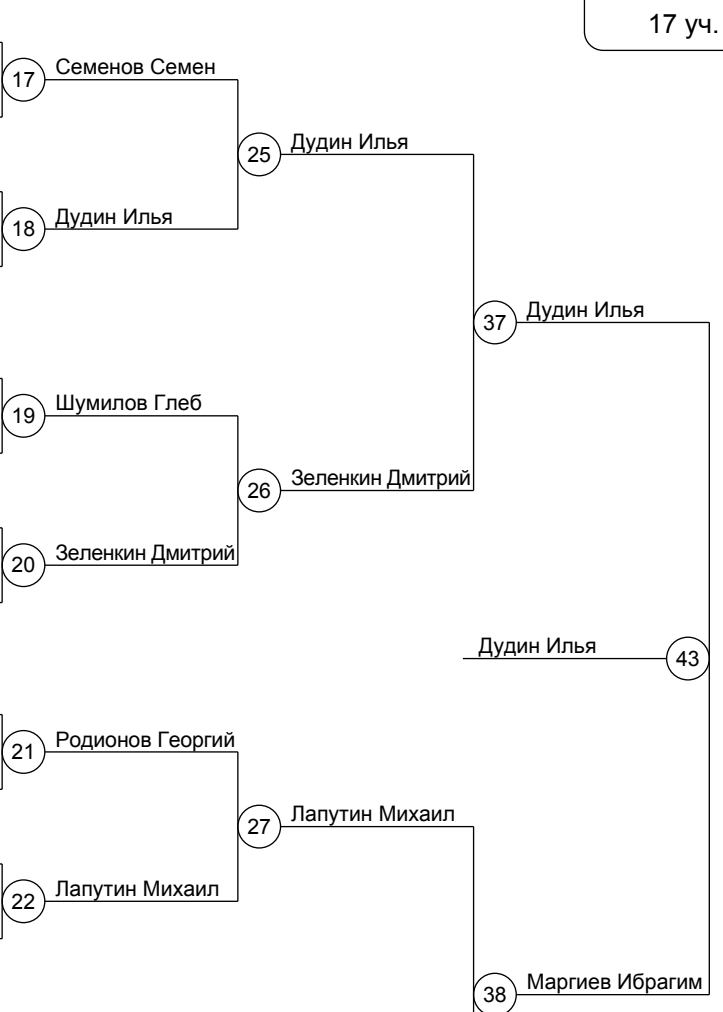 17 уч.
17 Семенов Семен
25 Дудин Илья
18 Дудин Илья
37 Дудин Илья
19 Шумилов Глеб
26 Зеленкин Дмитрий
20 Зеленкин Дмитрий
Дудин Илья 43
21 Родионов Георгий
27 Лапутин Михаил
22 Лапутин Михаил
38 Маргиев Ибрагим